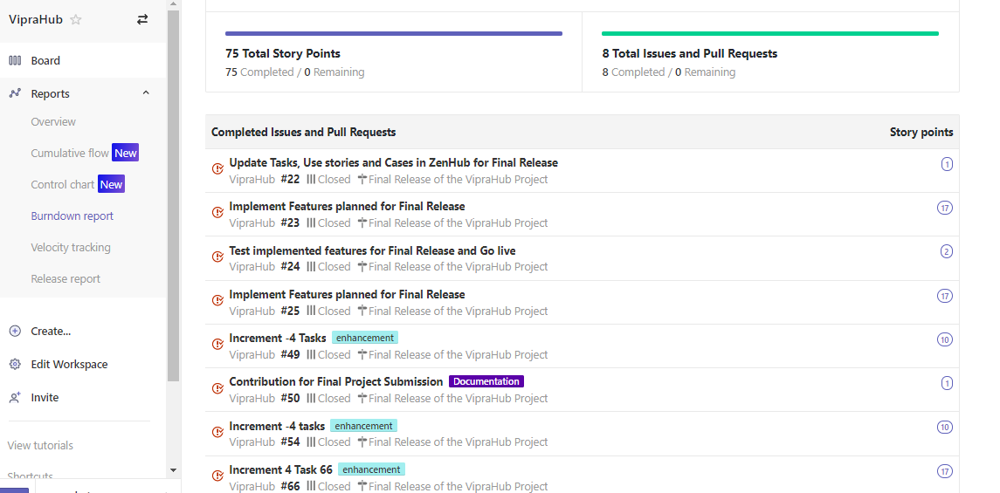 VipraHub
Board
Reports
Overview
Cumulative flow New
Control chart New
Burndown report
Velocity tracking
Release report
Create...
Edit Workspace
Invite
View tutorials
Shortcuts
75 Total Story Points
75 Completed / 0 Remaining
8 Total Issues and Pull Requests
8 Completed / 0 Remaining
Completed Issues and Pull Requests Story points
Update Tasks, Use stories and Cases in ZenHub for Final Release 1
VipraHub #22 Closed Final Release of the VipraHub Project
Implement Features planned for Final Release 17
VipraHub #23 Closed Final Release of the VipraHub Project
Test implemented features for Final Release and Go live 2
VipraHub #24 Closed Final Release of the VipraHub Project
Implement Features planned for Final Release 17
VipraHub #25 Closed Final Release of the VipraHub Project
Increment -4 Tasks enhancement 10
VipraHub #49 Closed Final Release of the VipraHub Project
Contribution for Final Project Submission Documentation 1
VipraHub #50 Closed Final Release of the VipraHub Project
Increment -4 tasks enhancement 10
VipraHub #54 Closed Final Release of the VipraHub Project
Increment 4 Task 66 enhancement 17
VipraHub #66 Closed Final Release of the VipraHub Project